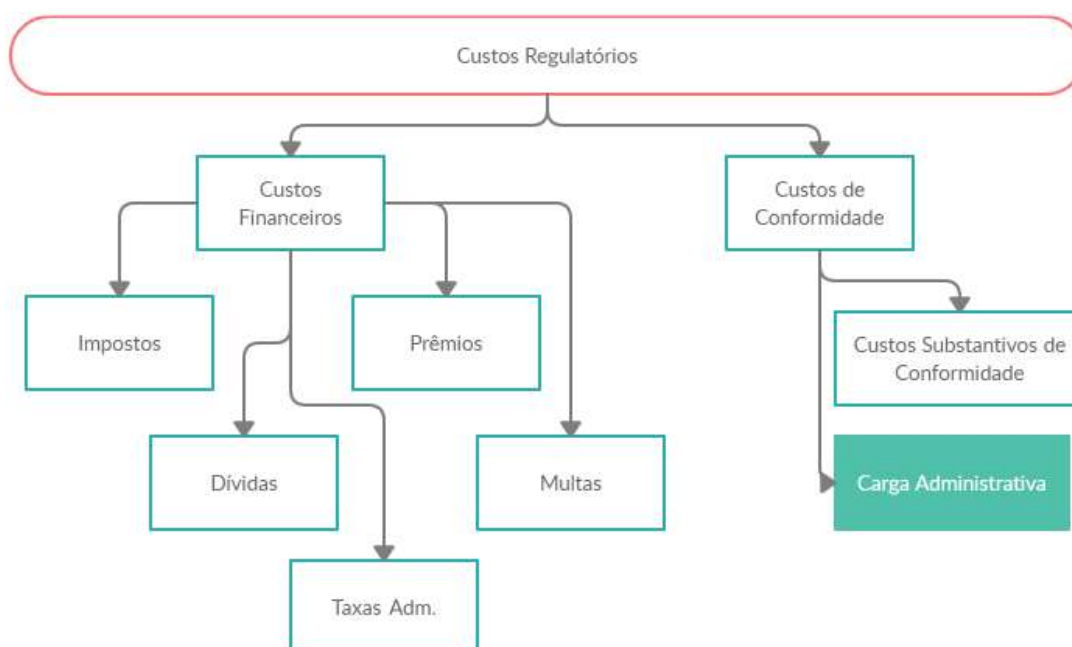 Custos Regulatórios
Custos
Financeiros
Custos de
Conformidade
Impostos
Prêmios
Custos Substantivos de
Conformidade
Dívidas
Multas
Carga Administrativa
Taxas Adm.